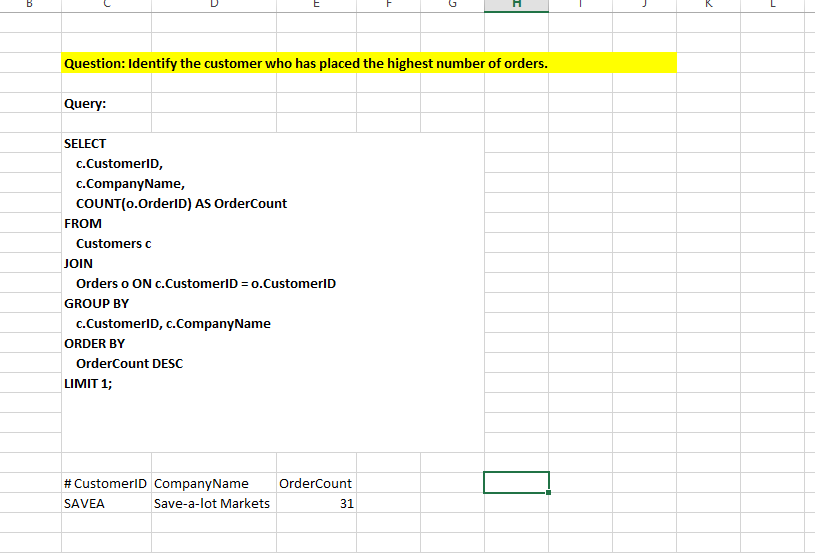 B C D E F G H I J K L
Question: Identify the customer who has placed the highest number of orders.
Query:
SELECT
c.CustomerID,
c.CompanyName,
COUNT(o.OrderID) AS OrderCount
FROM
Customers c
JOIN
Orders o ON c.CustomerID = o.CustomerID
GROUP BY
c.CustomerID, c.CompanyName
ORDER BY
OrderCount DESC
LIMIT 1;
# CustomerID CompanyName OrderCount
SAVEA Save-a-lot Markets 31